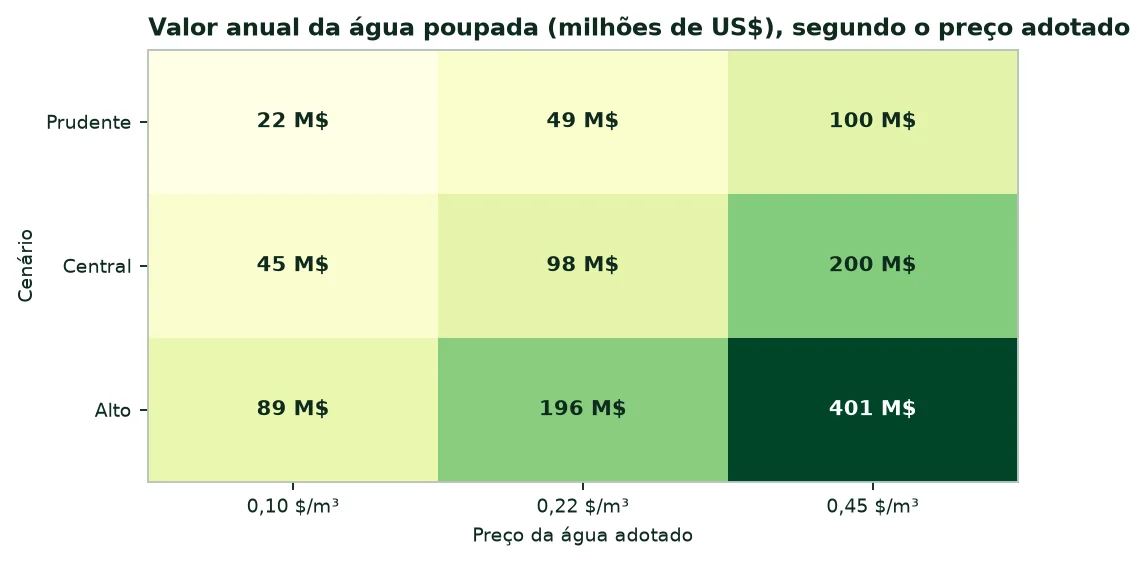 Valor anual da água poupada (milhões de US$), segundo o preço adotado
Cenário
Prudente
22 M$
49 M$
100 M$
Central
45 M$
98 M$
200 M$
Alto
89 M$
196 M$
401 M$
0,10 $/m³
0,22 $/m³
0,45 $/m³
Preço da água adotado